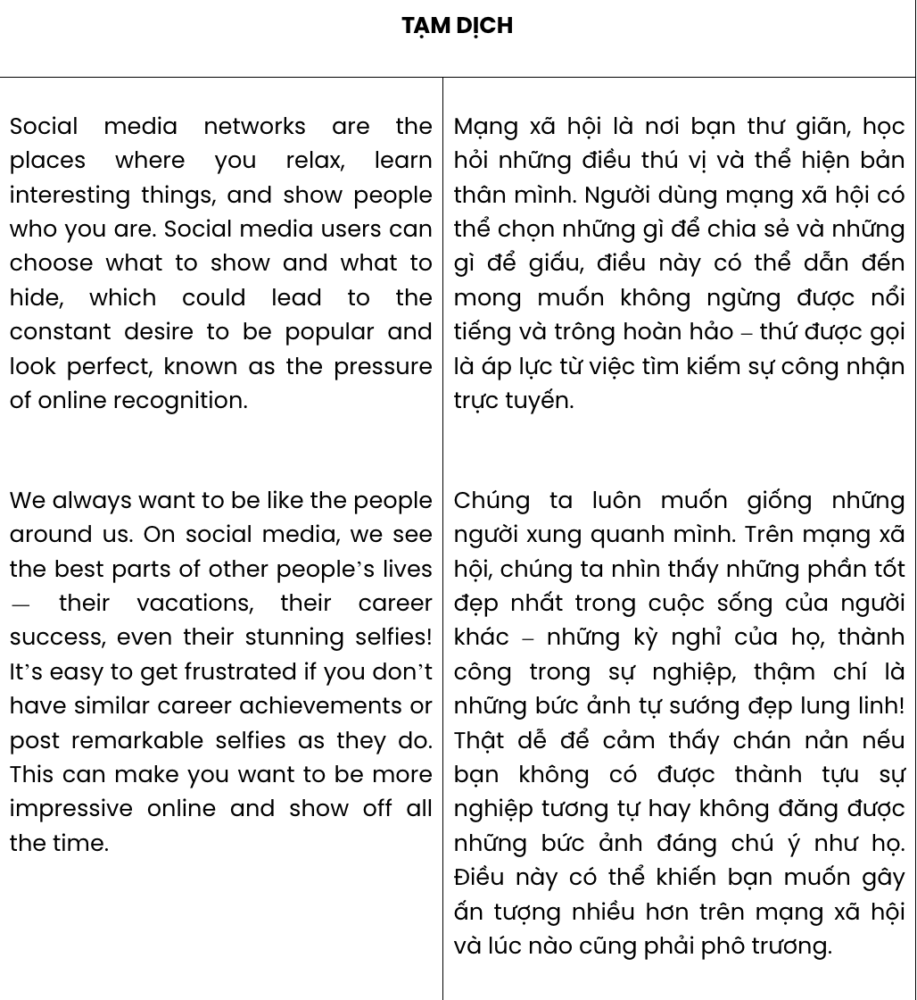 TẠM DỊCH
Social media networks are the
places where you relax, learn
interesting things, and show people
who you are. Social media users can
choose what to show and what to
hide, which could lead to the
constant desire to be popular and
look perfect, known as the pressure
of online recognition.
We always want to be like the people
around us. On social media, we see
the best parts of other people’s lives
— their vacations, their career
success, even their stunning selfies!
It’s easy to get frustrated if you don’t
have similar career achievements or
post remarkable selfies as they do.
This can make you want to be more
impressive online and show off all
the time.
Mạng xã hội là nơi bạn thư giãn, học
hỏi những điều thú vị và thể hiện bản
thân mình. Người dùng mạng xã hội có
thể chọn những gì để chia sẻ và những
gì để giấu, điều này có thể dẫn đến
mong muốn không ngừng được nổi
tiếng và trông hoàn hảo – thứ được gọi
là áp lực từ việc tìm kiếm sự công nhận
trực tuyến.
Chúng ta luôn muốn giống những
người xung quanh mình. Trên mạng xã
hội, chúng ta nhìn thấy những phần tốt
đẹp nhất trong cuộc sống của người
khác – những kỳ nghỉ của họ, thành
công trong sự nghiệp, thậm chí là
những bức ảnh tự sướng đẹp lung linh!
Thật dễ để cảm thấy chán nản nếu
bạn không có được thành tựu sự
nghiệp tương tự hay không đăng được
những bức ảnh đáng chú ý như họ.
Điều này có thể khiến bạn muốn gây
ấn tượng nhiều hơn trên mạng xã hội
và lúc nào cũng phải phô trương.